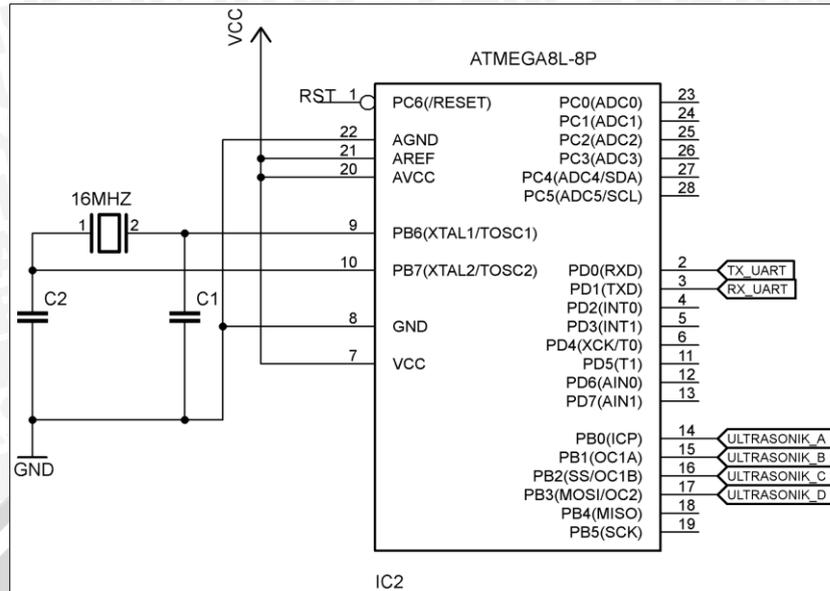 VCC
ATMEGA8L-8P
RST 1 PC6(/RESET) PC0(ADC0) 23
PC1(ADC1) 24
22 AGND PC2(ADC2) 25
21 AREF PC3(ADC3) 26
20 AVCC PC4(ADC4/SDA) 27
PC5(ADC5/SCL) 28
16MHZ
1 2 9 PB6(XTAL1/TOSC1)
10 PB7(XTAL2/TOSC2) PD0(RXD) 2 TX_UART
PD1(TXD) 3 RX_UART
C2 C1 PD2(INT0) 4
8 GND PD3(INT1) 5
PD4(XCK/T0) 6
7 VCC PD5(T1) 11
PD6(AIN0) 12
PD7(AIN1) 13
PB0(ICP) 14 ULTRASONIK_A
PB1(OC1A) 15 ULTRASONIK_B
GND PB2(SS/OC1B) 16 ULTRASONIK_C
PB3(MOSI/OC2) 17 ULTRASONIK_D
PB4(MISO) 18
PB5(SCK) 19
IC2